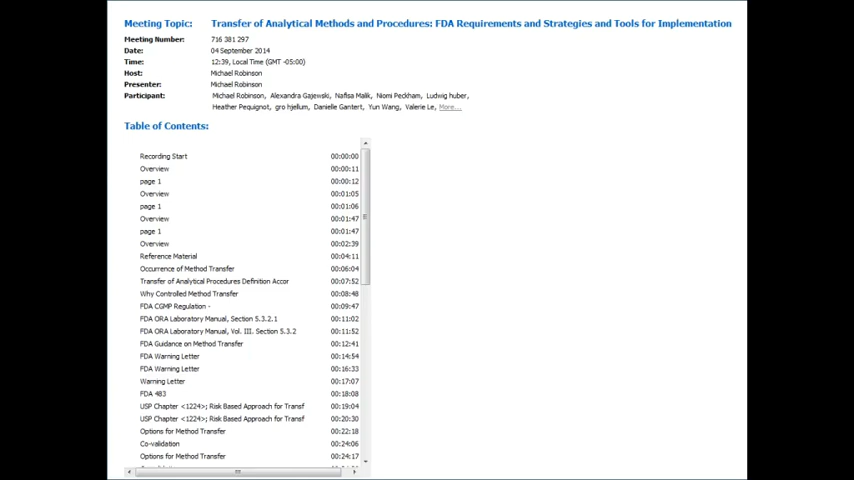 Meeting Topic: Transfer of Analytical Methods and Procedures: FDA Requirements and Strategies and Tools for Implementation
Meeting Number: 716 381 297
Date: 04 September 2014
Time: 12:39, Local Time (GMT -05:00)
Host: Michael Robinson
Presenter: Michael Robinson
Participant: Michael Robinson, Alexandra Gajewski, Nafisa Malik, Niomi Peckham, Ludwig huber,
Heather Pequignot, gro hjellum, Danielle Gantert, Yun Wang, Valerie Le, More...
Table of Contents:
Recording Start 00:00:00
Overview 00:00:11
page 1 00:00:12
Overview 00:01:05
page 1 00:01:06
Overview 00:01:47
page 1 00:01:47
Overview 00:02:39
Reference Material 00:04:11
Occurrence of Method Transfer 00:06:04
Transfer of Analytical Procedures Definition Accor 00:07:52
Why Controlled Method Transfer 00:08:48
FDA CGMP Regulation - 00:09:47
FDA ORA Laboratory Manual, Section 5.3.2.1 00:11:02
FDA ORA Laboratory Manual, Vol. III. Section 5.3.2 00:11:52
FDA Guidance on Method Transfer 00:12:41
FDA Warning Letter 00:14:54
FDA Warning Letter 00:16:33
Warning Letter 00:17:07
FDA 483 00:18:08
USP Chapter <1224>; Risk Based Approach for Transf 00:19:04
USP Chapter <1224>; Risk Based Approach for Transf 00:20:30
Options for Method Transfer 00:22:18
Co-validation 00:24:06
Options for Method Transfer 00:24:17